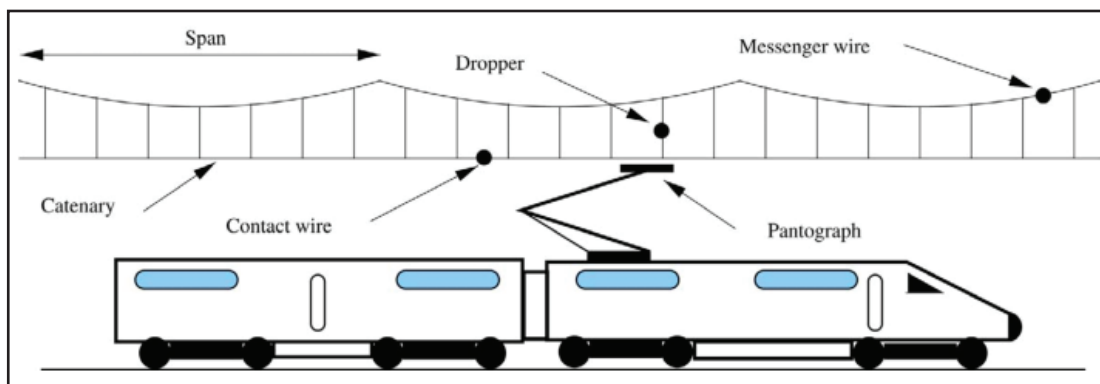 Span
Messenger wire
Dropper
Catenary
Contact wire
Pantograph